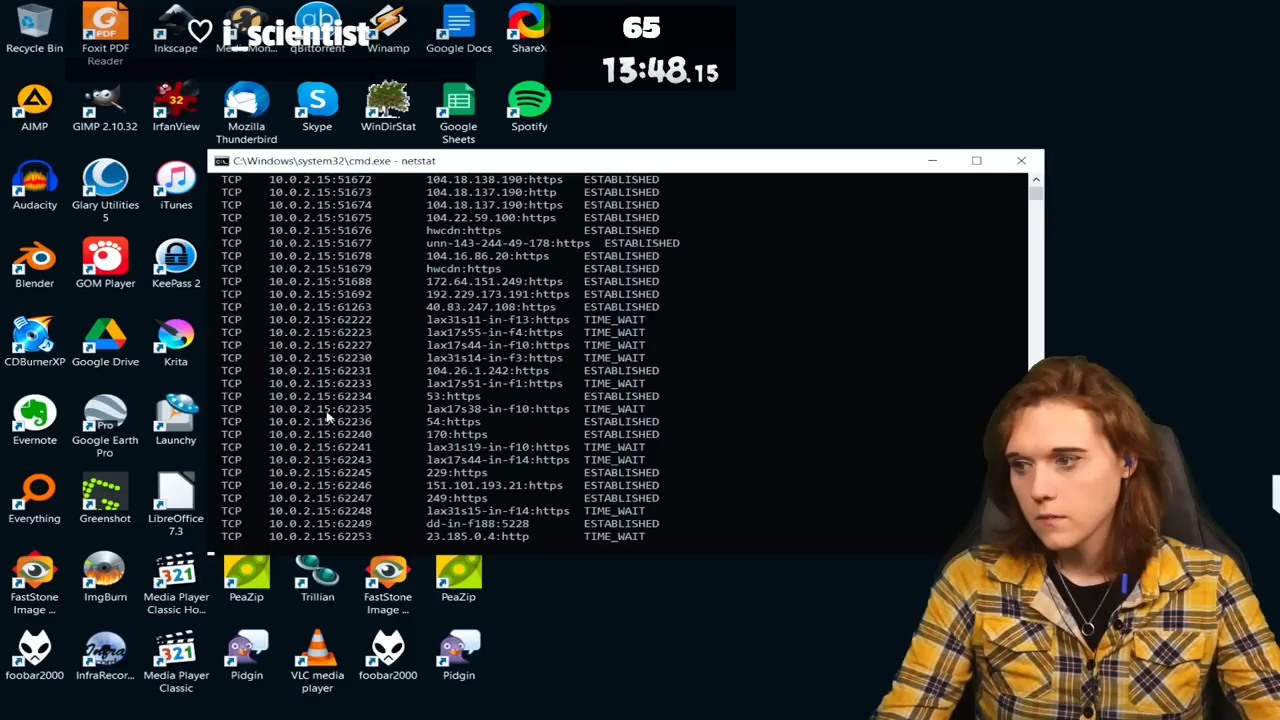 ♡ i_scientist
65
13:48.15
Recycle Bin
Foxit PDF Reader
Inkscape
MediaMon...
qBittorrent
Winamp
Google Docs
ShareX
AIMP
GIMP 2.10.32
IrfanView
Mozilla Thunderbird
Skype
WinDirStat
Google Sheets
Spotify
Audacity
Glary Utilities 5
iTunes
Blender
GOM Player
KeePass 2
CDBurnerXP
Google Drive
Krita
Evernote
Google Earth Pro
Launchy
Everything
Greenshot
LibreOffice 7.3
C:\Windows\system32\cmd.exe - netstat
TCP 10.0.2.15:51672 104.18.138.190:https ESTABLISHED
TCP 10.0.2.15:51673 104.18.137.190:http ESTABLISHED
TCP 10.0.2.15:51674 104.18.137.190:https ESTABLISHED
TCP 10.0.2.15:51675 104.22.59.100:https ESTABLISHED
TCP 10.0.2.15:51676 hwcdn:https ESTABLISHED
TCP 10.0.2.15:51677 unn-143-244-49-178:https ESTABLISHED
TCP 10.0.2.15:51678 104.16.86.20:https ESTABLISHED
TCP 10.0.2.15:51679 hwcdn:https ESTABLISHED
TCP 10.0.2.15:51688 172.64.151.249:https ESTABLISHED
TCP 10.0.2.15:51692 192.229.173.191:https ESTABLISHED
TCP 10.0.2.15:61263 40.83.247.108:https ESTABLISHED
TCP 10.0.2.15:62222 lax31s11-in-f13:https TIME_WAIT
TCP 10.0.2.15:62223 lax17s55-in-f4:https TIME_WAIT
TCP 10.0.2.15:62227 lax17s44-in-f10:https TIME_WAIT
TCP 10.0.2.15:62230 lax31s14-in-f3:https TIME_WAIT
TCP 10.0.2.15:62231 104.26.1.242:https ESTABLISHED
TCP 10.0.2.15:62233 lax17s51-in-f1:https TIME_WAIT
TCP 10.0.2.15:62234 53:https ESTABLISHED
TCP 10.0.2.15:62235 lax17s38-in-f10:https TIME_WAIT
TCP 10.0.2.15:62236 54:https ESTABLISHED
TCP 10.0.2.15:62240 170:https ESTABLISHED
TCP 10.0.2.15:62241 lax31s19-in-f10:https TIME_WAIT
TCP 10.0.2.15:62243 lax17s44-in-f14:https TIME_WAIT
TCP 10.0.2.15:62245 229:https ESTABLISHED
TCP 10.0.2.15:62246 151.101.193.21:https ESTABLISHED
TCP 10.0.2.15:62247 249:https ESTABLISHED
TCP 10.0.2.15:62248 lax31s15-in-f14:https TIME_WAIT
TCP 10.0.2.15:62249 dd-in-f188:5228 ESTABLISHED
TCP 10.0.2.15:62253 23.185.0.4:http TIME_WAIT
FastStone Image ...
ImgBurn
Media Player Classic Ho...
PeaZip
Trillian
FastStone Image ...
PeaZip
foobar2000
InfraRecor...
Media Player Classic
Pidgin
VLC media player
foobar2000
Pidgin